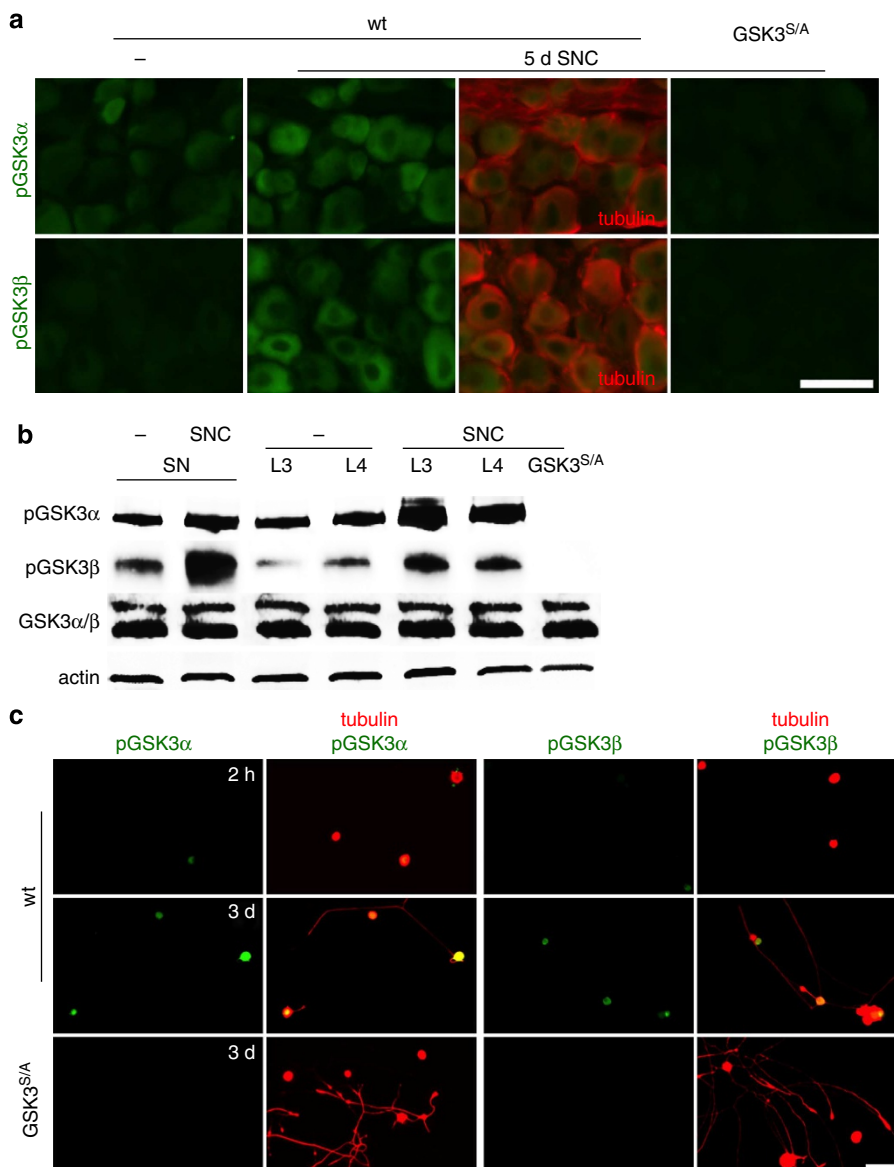 a
wt
GSK3S/A
–
5 d SNC
pGSK3α
tubulin
pGSK3β
tubulin
b
– SNC – SNC
SN L3 L4 L3 L4 GSK3S/A
pGSK3α
pGSK3β
GSK3α/β
actin
c
tubulin tubulin
pGSK3α pGSK3α pGSK3β pGSK3β
2 h
wt
3 d
GSK3S/A
3 d